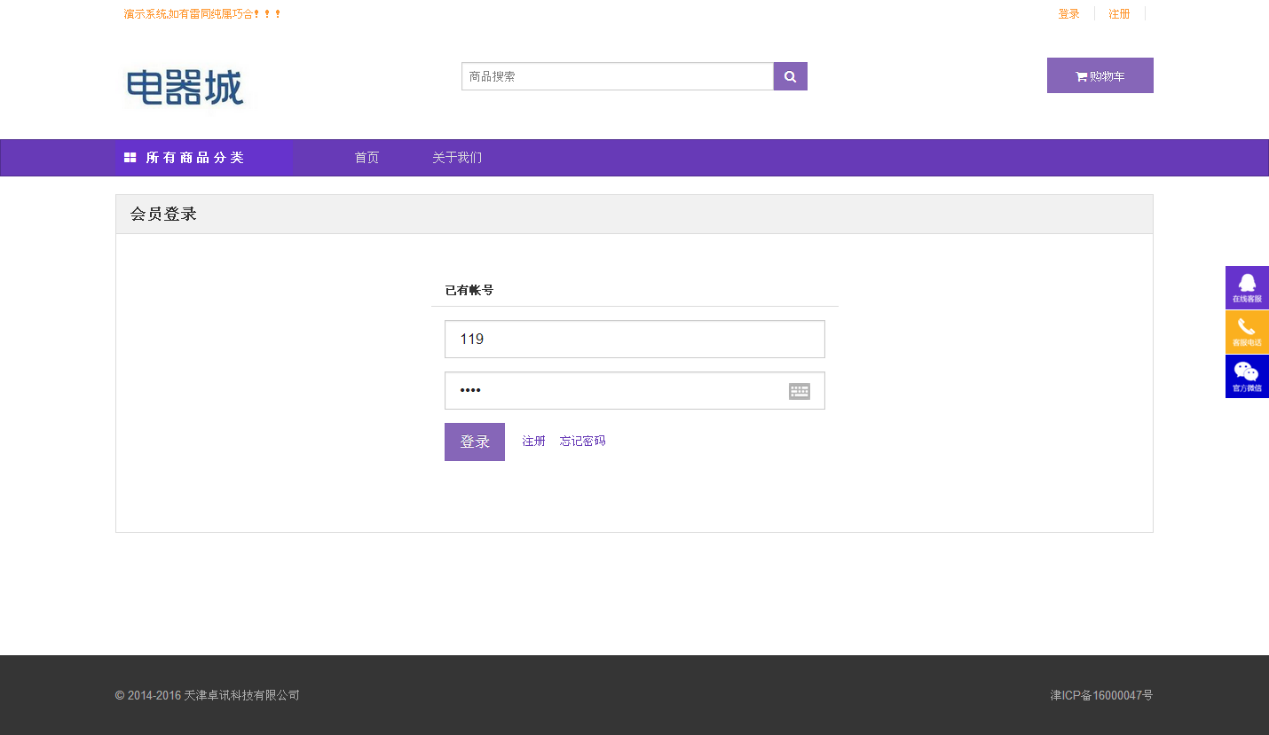 演示系统,如有雷同纯属巧合！！！
登录
注册
电器城
商品搜索
购物车
所有商品分类
首页
关于我们
会员登录
已有帐号
119
••••
登录
注册
忘记密码
在线客服
客服电话
官方微信
© 2014-2016 天津卓讯科技有限公司
津ICP备16000047号